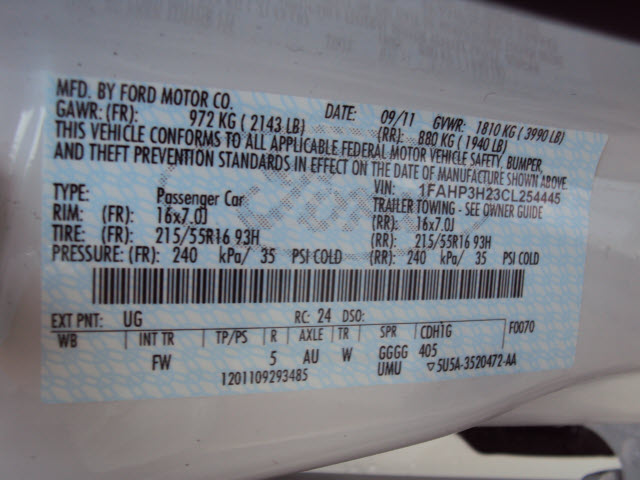 MFD. BY FORD MOTOR CO.
DATE: 09/11 GVWR: 1810 KG ( 3990 LB)
GAWR: (FR): 972 KG ( 2143 LB) (RR): 880 KG ( 1940 LB)
THIS VEHICLE CONFORMS TO ALL APPLICABLE FEDERAL MOTOR VEHICLE SAFETY, BUMPER,
AND THEFT PREVENTION STANDARDS IN EFFECT ON THE DATE OF MANUFACTURE SHOWN ABOVE.
VIN: 1FAHP3H23CL254445
TYPE: Passenger Car TRAILER TOWING - SEE OWNER GUIDE
RIM: (FR): 16x7.0J (RR): 16x7.0J
TIRE: (FR): 215/55R16 93H (RR): 215/55R16 93H
PRESSURE: (FR): 240 kPa/ 35 PSI COLD (RR): 240 kPa/ 35 PSI COLD
EXT PNT: UG RC: 24 DSO: F0070
WB INT TR TP/PS R AXLE TR SPR CDH1G
FW 5 AU W GGGG 405
UMU ▽5U5A-3520472-AA
1201109293485